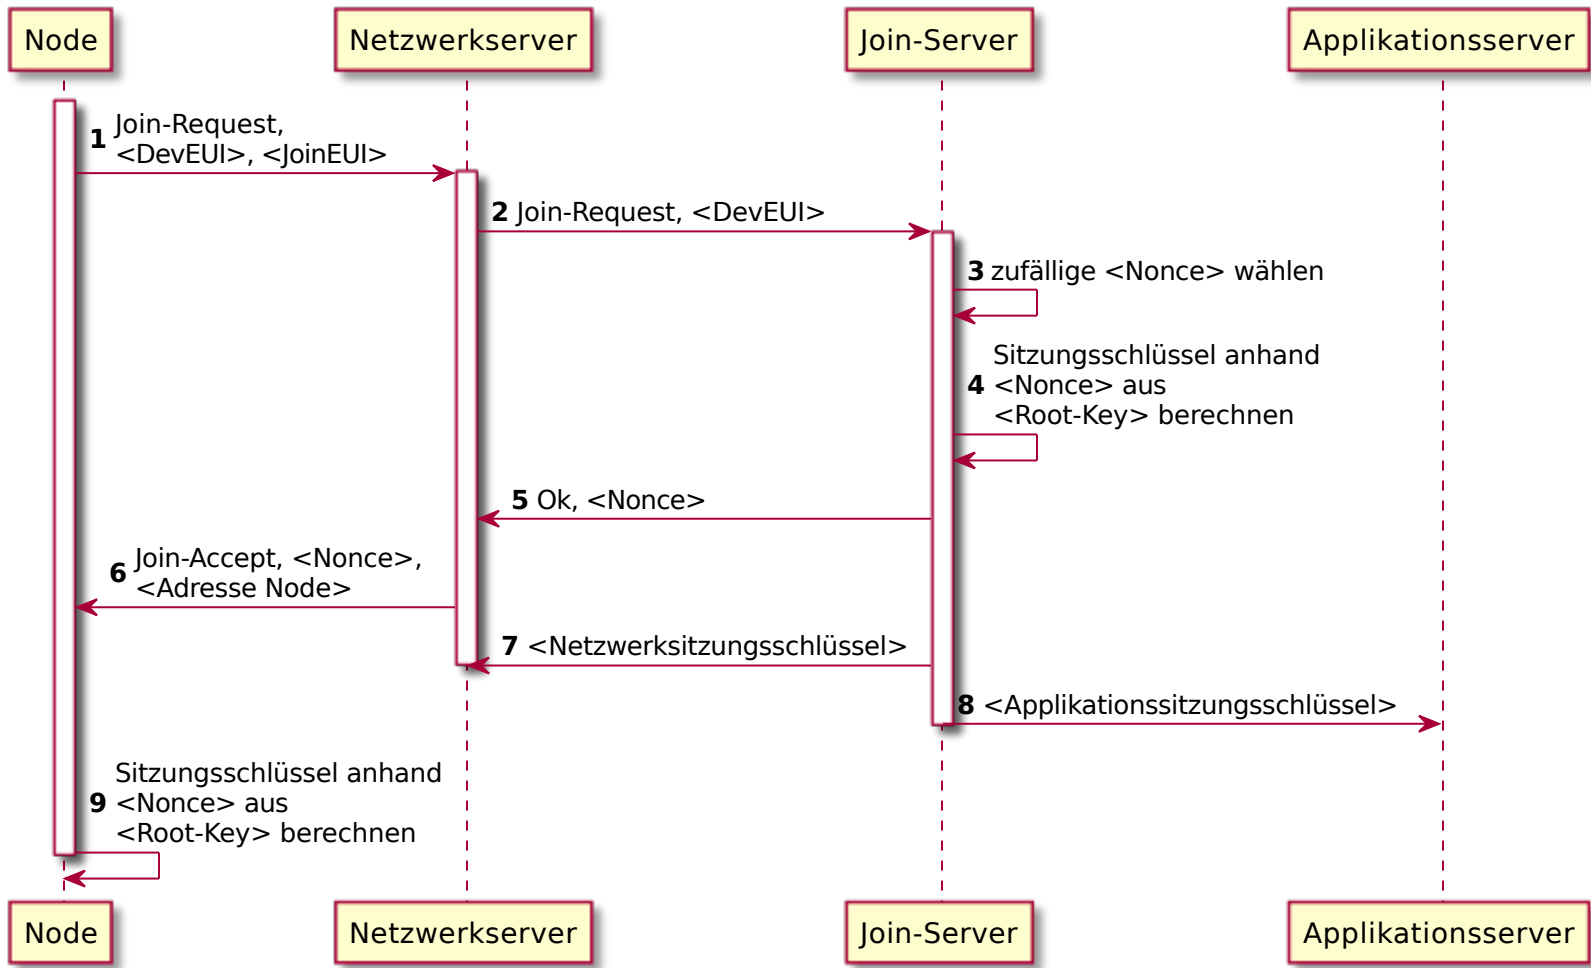 Node
Netzwerkserver
Join-Server
Applikationsserver
1 Join-Request,
<DevEUI>, <JoinEUI>
2 Join-Request, <DevEUI>
3 zufällige <Nonce> wählen
Sitzungsschlüssel anhand
4 <Nonce> aus
<Root-Key> berechnen
5 Ok, <Nonce>
6 Join-Accept, <Nonce>,
<Adresse Node>
7 <Netzwerksitzungsschlüssel>
8 <Applikationssitzungsschlüssel>
Sitzungsschlüssel anhand
9 <Nonce> aus
<Root-Key> berechnen
Node
Netzwerkserver
Join-Server
Applikationsserver